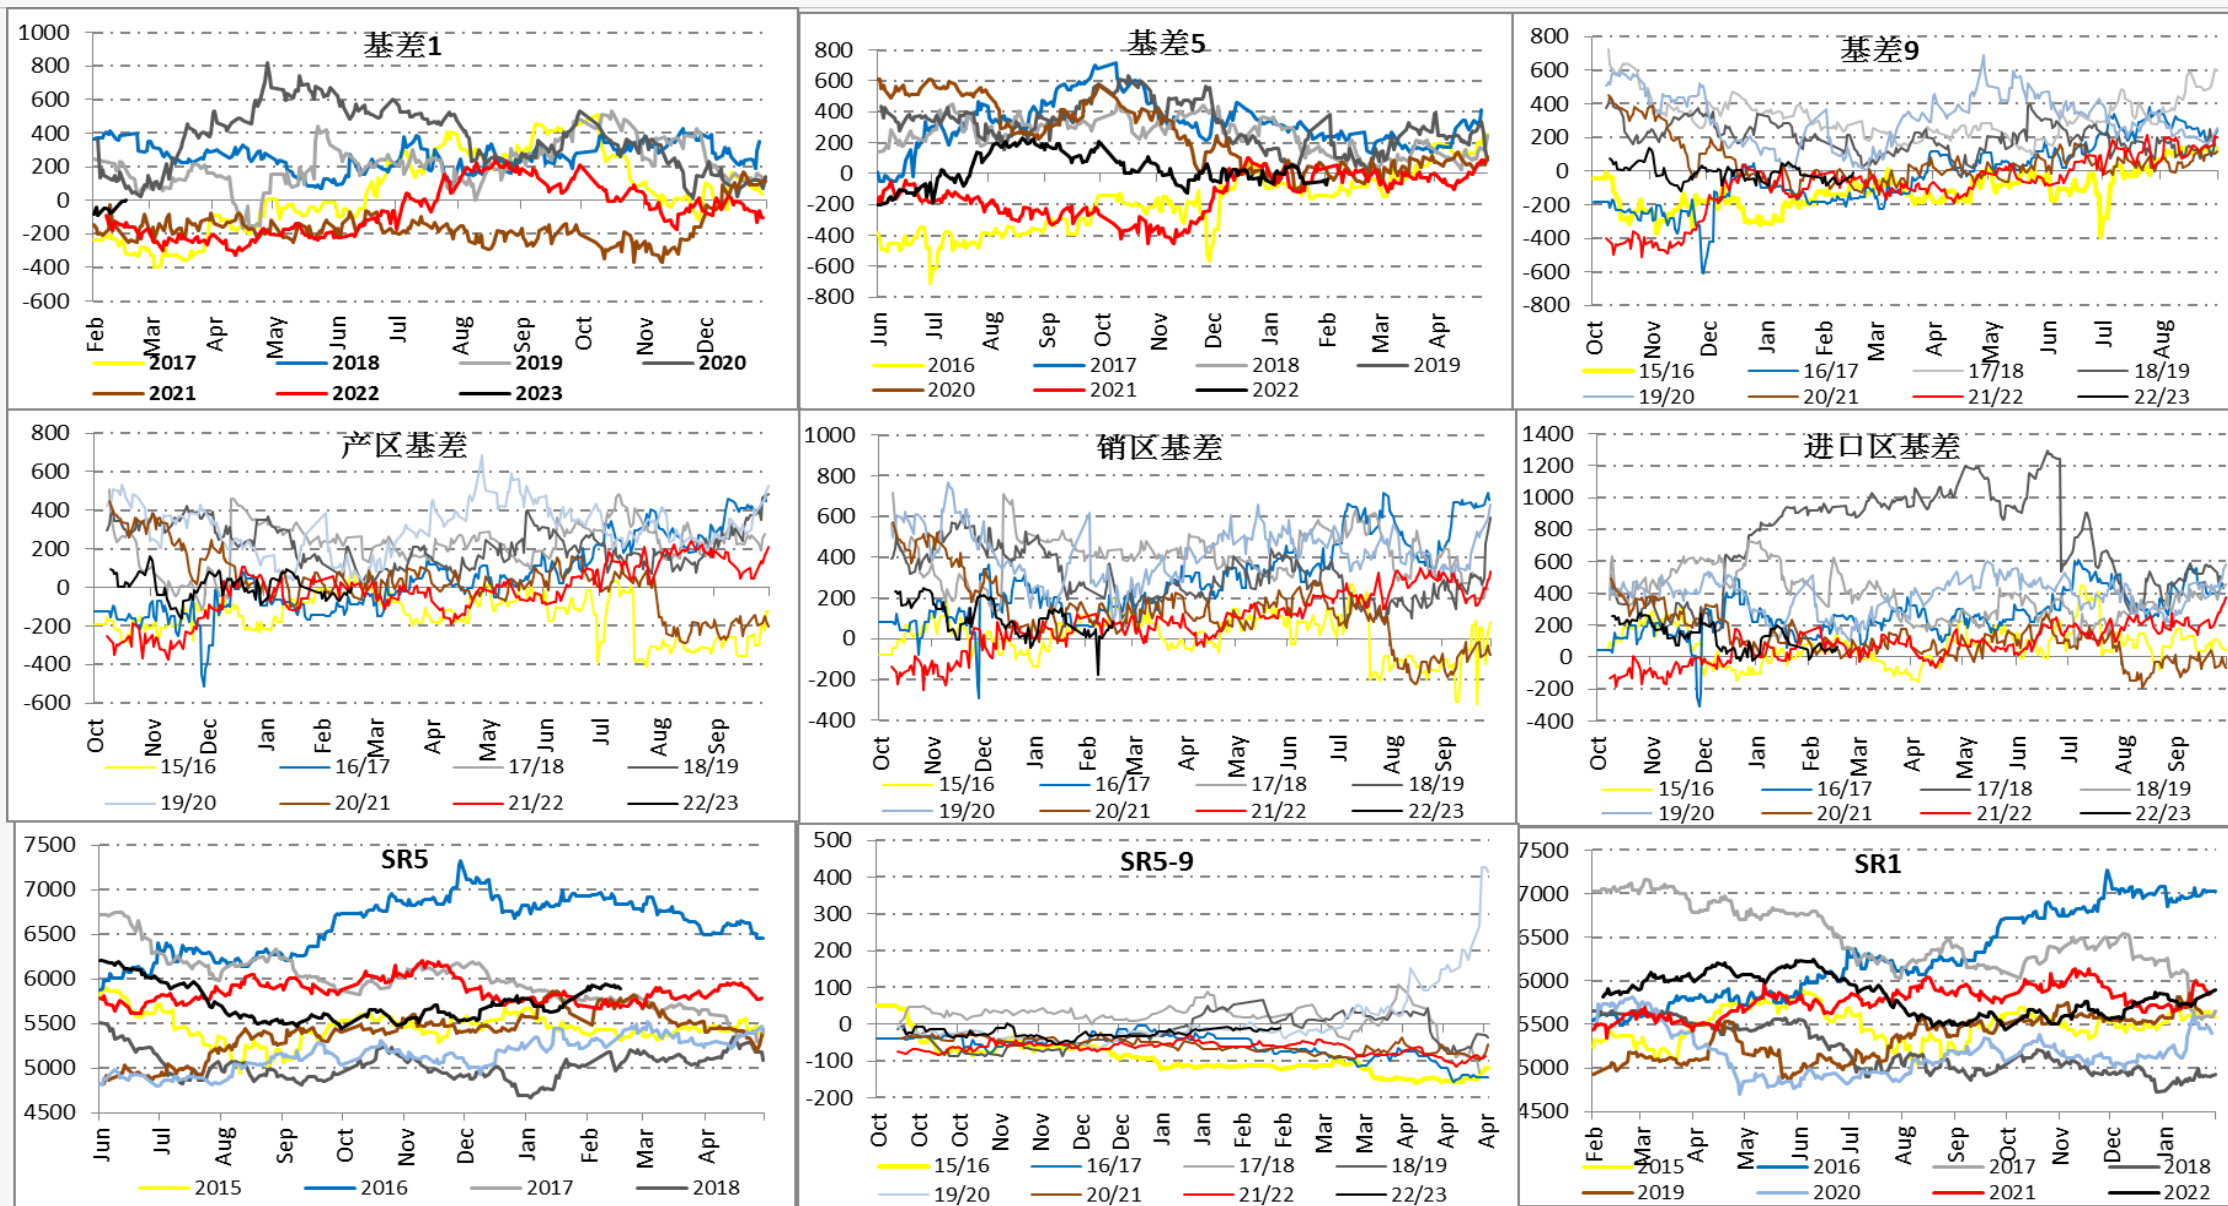 基差1
1000
800
600
400
200
0
-200
-400
-600
Feb Mar Apr May Jun Jul Aug Sep Oct Nov Dec
2017 2018 2019 2020
2021 2022 2023
基差5
800
600
400
200
0
-200
-400
-600
-800
Jun Jul Aug Sep Oct Nov Dec Jan Feb Mar Apr
2016 2017 2018 2019
2020 2021 2022
基差9
800
600
400
200
0
-200
-400
-600
-800
Oct Nov Dec Jan Feb Mar Apr May Jun Jul Aug
15/16 16/17 17/18 18/19
19/20 20/21 21/22 22/23
产区基差
800
600
400
200
0
-200
-400
-600
Oct Nov Dec Jan Feb Mar Apr May Jun Jul Aug Sep
15/16 16/17 17/18 18/19
19/20 20/21 21/22 22/23
销区基差
1000
800
600
400
200
0
-200
-400
Oct Nov Dec Jan Feb Mar Apr May Jun Jul Aug Sep
15/16 16/17 17/18 18/19
19/20 20/21 21/22 22/23
进口区基差
1400
1200
1000
800
600
400
200
0
-200
-400
Oct Nov Dec Jan Feb Mar Apr May Jun Jul Aug Sep
15/16 16/17 17/18 18/19
19/20 20/21 21/22 22/23
SR5
7500
7000
6500
6000
5500
5000
4500
Jun Jul Aug Sep Oct Nov Dec Jan Feb Mar Apr
2015 2016 2017 2018
SR5-9
500
400
300
200
100
0
-100
-200
Oct Oct Oct Nov Nov Dec Dec Jan Jan Feb Feb Mar Mar Apr Apr Apr
15/16 16/17 17/18 18/19
19/20 20/21 21/22 22/23
SR1
7500
7000
6500
6000
5500
5000
4500
Feb Mar Apr May Jun Jul Aug Sep Oct Nov Dec Jan
2015 2016 2017 2018
2019 2020 2021 2022